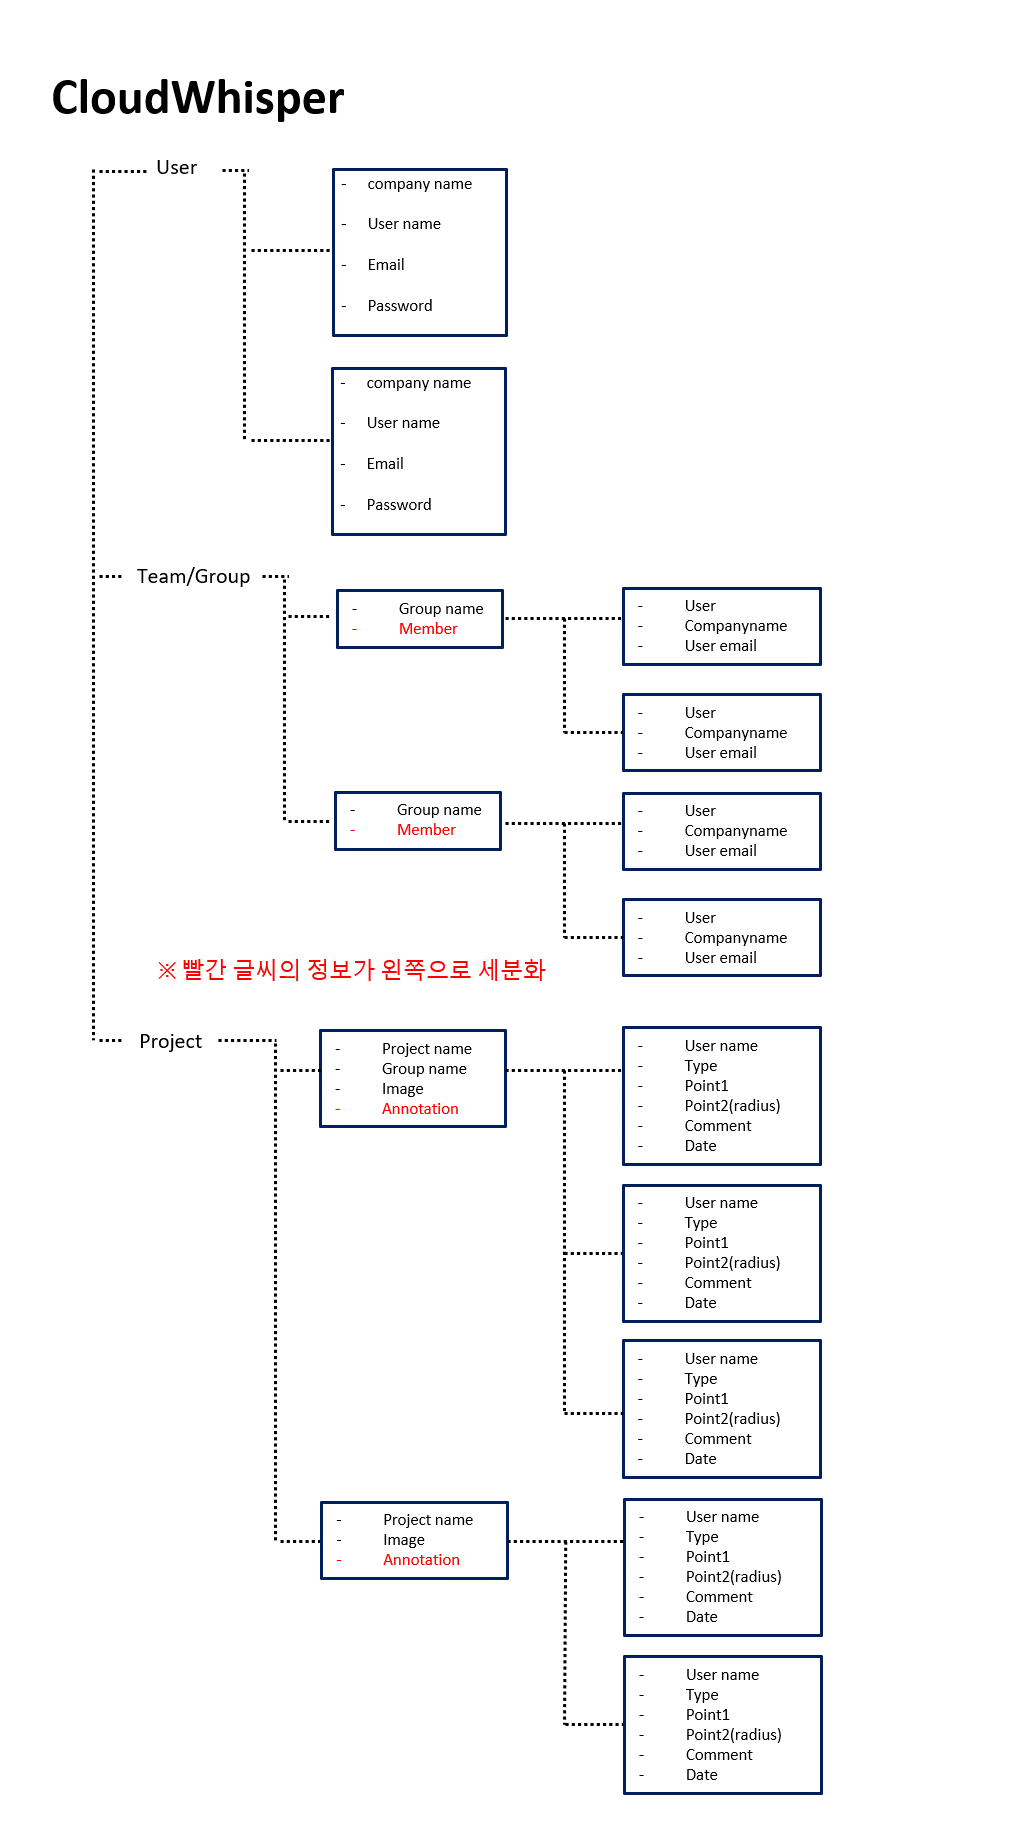 CloudWhisper
User
- company name
- User name
- Email
- Password
- company name
- User name
- Email
- Password
Team/Group
- Group name
- Member
- User
- Companyname
- User email
- User
- Companyname
- User email
- Group name
- Member
- User
- Companyname
- User email
- User
- Companyname
- User email
※ 빨간 글씨의 정보가 왼쪽으로 세분화
Project
- Project name
- Group name
- Image
- Annotation
- User name
- Type
- Point1
- Point2(radius)
- Comment
- Date
- User name
- Type
- Point1
- Point2(radius)
- Comment
- Date
- User name
- Type
- Point1
- Point2(radius)
- Comment
- Date
- Project name
- Image
- Annotation
- User name
- Type
- Point1
- Point2(radius)
- Comment
- Date
- User name
- Type
- Point1
- Point2(radius)
- Comment
- Date